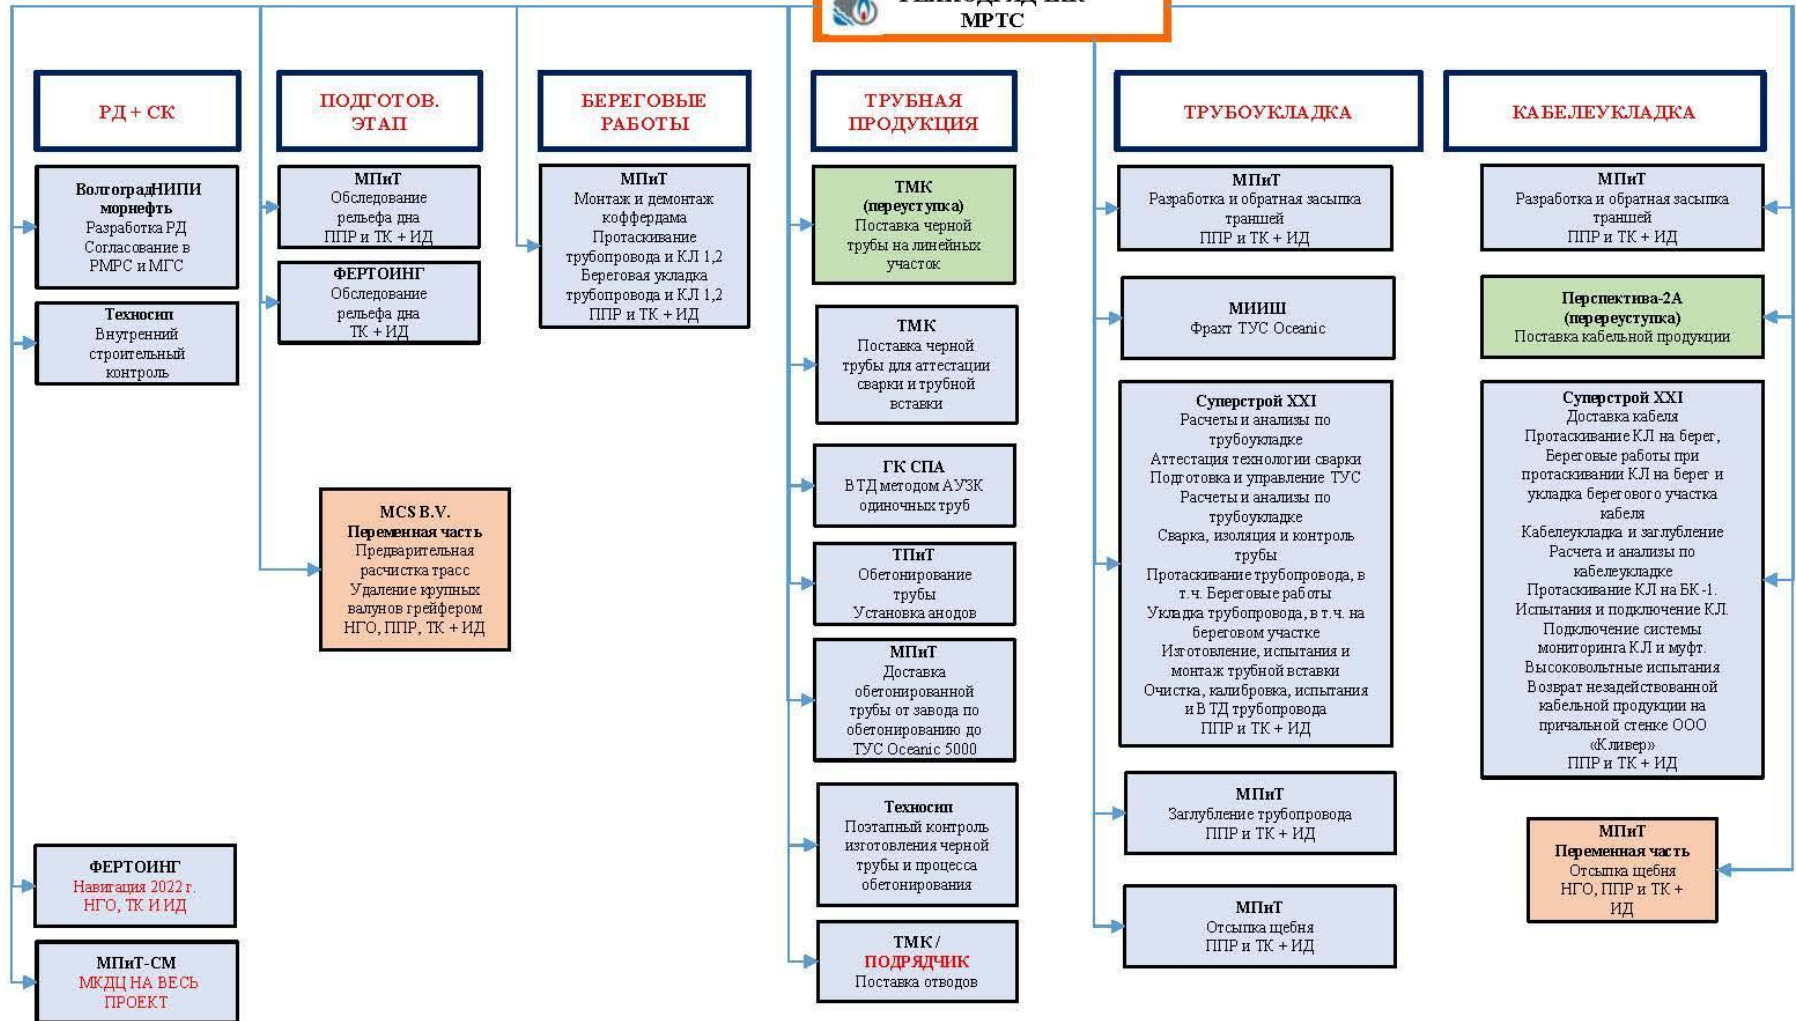 МРТС
РД + СК
ВолгоградНИПИ
морнефть
Разработка РД
Согласование в
РМРС и МГС
Техносип
Внутренний
строительный
контроль
ФЕРТОИНГ
Навигация 2022 г.
НГО, ТК И ИД
МПиТ-СМ
МКДЦ НА ВЕСЬ
ПРОЕКТ
ПОДГОТОВ.
ЭТАП
МПиТ
Обследование
рельефа дна
ППР и ТК + ИД
ФЕРТОИНГ
Обследование
рельефа дна
ТК + ИД
MCS B.V.
Переменная часть
Предварительная
расчистка трасс
Удаление крупных
валунов грейфером
НГО, ППР, ТК + ИД
БЕРЕГОВЫЕ
РАБОТЫ
МПиТ
Монтаж и демонтаж
коффердама
Протаскивание
трубопровода и КЛ 1,2
Береговая укладка
трубопровода и КЛ 1,2
ППР и ТК + ИД
ТРУБНАЯ
ПРОДУКЦИЯ
ТМК
(переуступка)
Поставка черной
трубы на линейных
участок
ТМК
Поставка черной
трубы для аттестации
сварки и трубной
вставки
ГК СПА
ВТД методом АУЗК
одиночных труб
ТПиТ
Обетонирование
трубы
Установка анодов
МПиТ
Доставка
обетонированной
трубы от завода по
обетонированию до
ТУС Oceanic 5000
Техносип
Поэтапный контроль
изготовления черной
трубы и процесса
обетонирования
ТМК /
ПОДРЯДЧИК
Поставка отводов
ТРУБОУКЛАДКА
МПиТ
Разработка и обратная засыпка
траншей
ППР и ТК + ИД
МИИШ
Фрахт ТУС Oceanic
Суперстрой XXI
Расчеты и анализы по
трубоукладке
Аттестация технологии сварки
Подготовка и управление ТУС
Расчеты и анализы по
трубоукладке
Сварка, изоляция и контроль
трубы
Протаскивание трубопровода, в
т.ч. Береговые работы
Укладка трубопровода, в т.ч. на
береговом участке
Изготовление, испытания и
монтаж трубной вставки
Очистка, калибровка, испытания
и ВТД трубопровода
ППР и ТК + ИД
МПиТ
Заглубление трубопровода
ППР и ТК + ИД
МПиТ
Отсыпка щебня
ППР и ТК + ИД
КАБЕЛЕУКЛАДКА
МПиТ
Разработка и обратная засыпка
траншей
ППР и ТК + ИД
Перспектива-2А
(перереуступка)
Поставка кабельной продукции
Суперстрой XXI
Доставка кабеля
Протаскивание КЛ на берег,
Береговые работы при
протаскивании КЛ на берег и
укладка берегового участка
кабеля
Кабелеукладка и заглубление
Расчета и анализы по
кабелеукладке
Протаскивание КЛ на БК-1.
Испытания и подключение КЛ.
Подключение системы
мониторинга КЛ и муфт.
Высоковольтные испытания
Возврат незадействованной
кабельной продукции на
причальной стенке ООО
«Кливер»
ППР и ТК + ИД
МПиТ
Переменная часть
Отсыпка щебня
НГО, ППР и ТК +
ИД